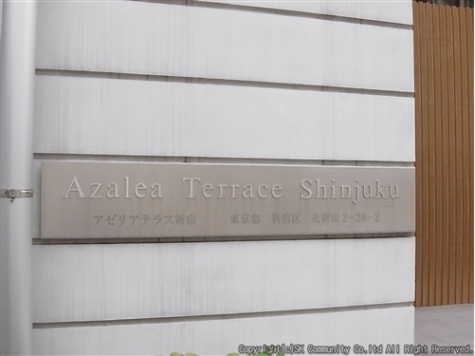 Azalea Terrace Shinjuku
アゼリアテラス新宿 東京都 新宿区 北新宿2-20-2
Copyright(c)SK Community Co.ltd All Right Reserved.